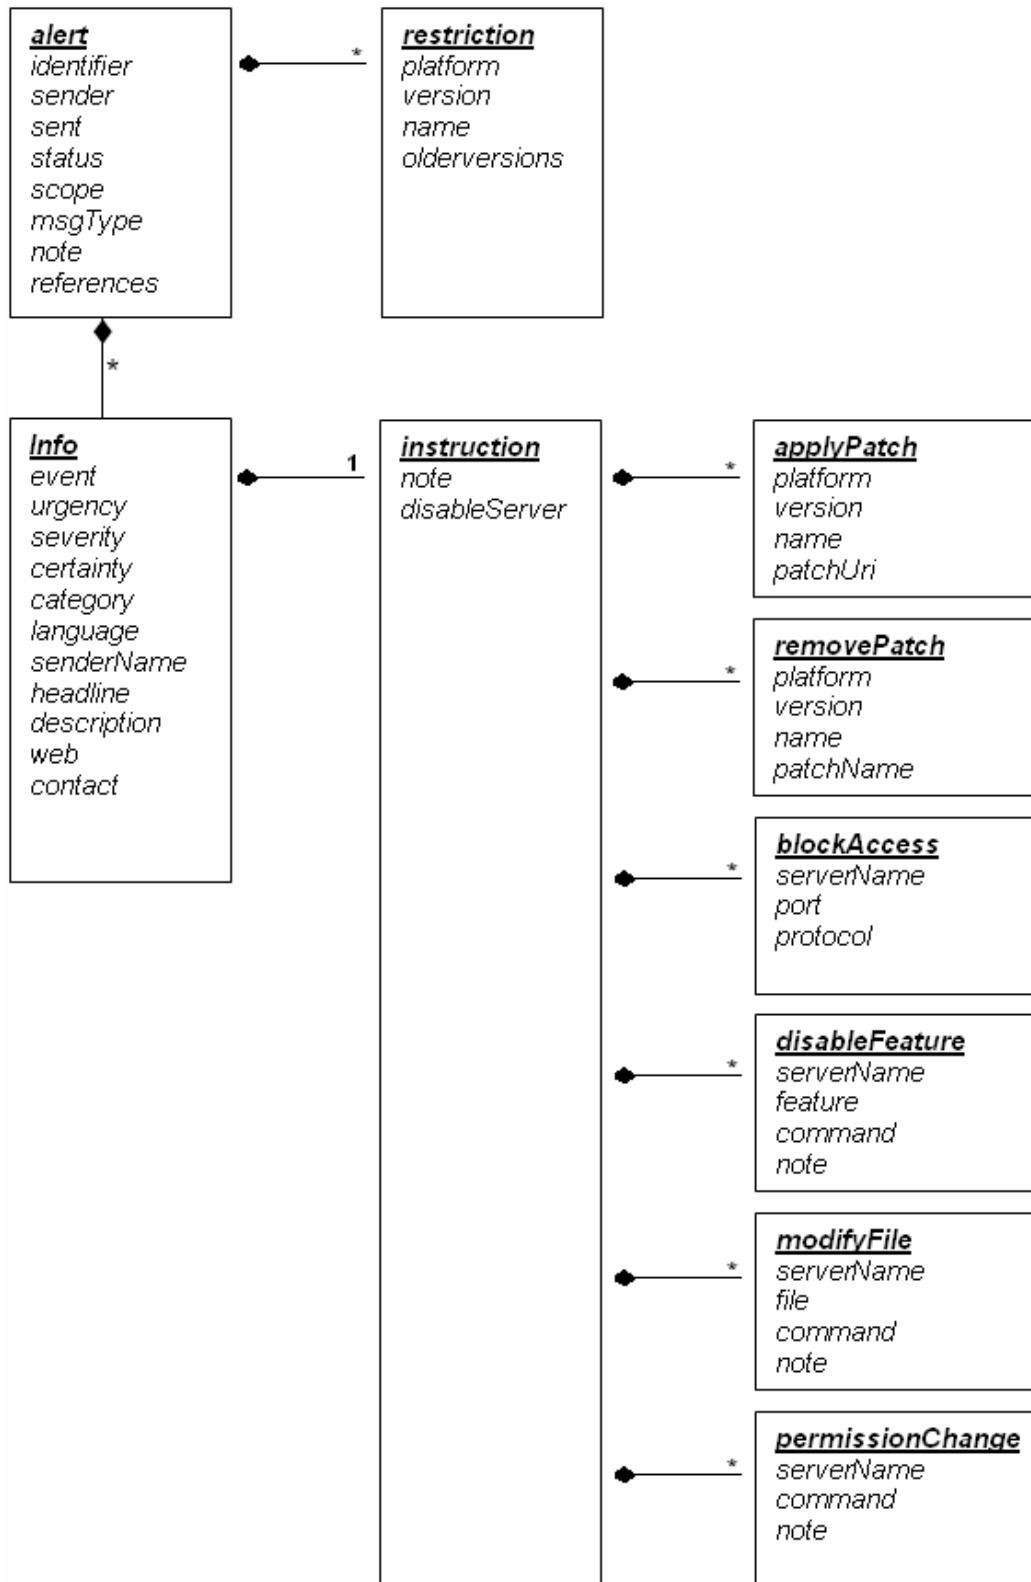 alert
identifier
sender
sent
status
scope
msgType
note
references
*
restriction
platform
version
name
olderversions
*
Info
event
urgency
severity
certainty
category
language
senderName
headline
description
web
contact
1
instruction
note
disableServer
*
applyPatch
platform
version
name
patchUri
*
removePatch
platform
version
name
patchName
*
blockAccess
serverName
port
protocol
*
disableFeature
serverName
feature
command
note
*
modifyFile
serverName
file
command
note
*
permissionChange
serverName
command
note